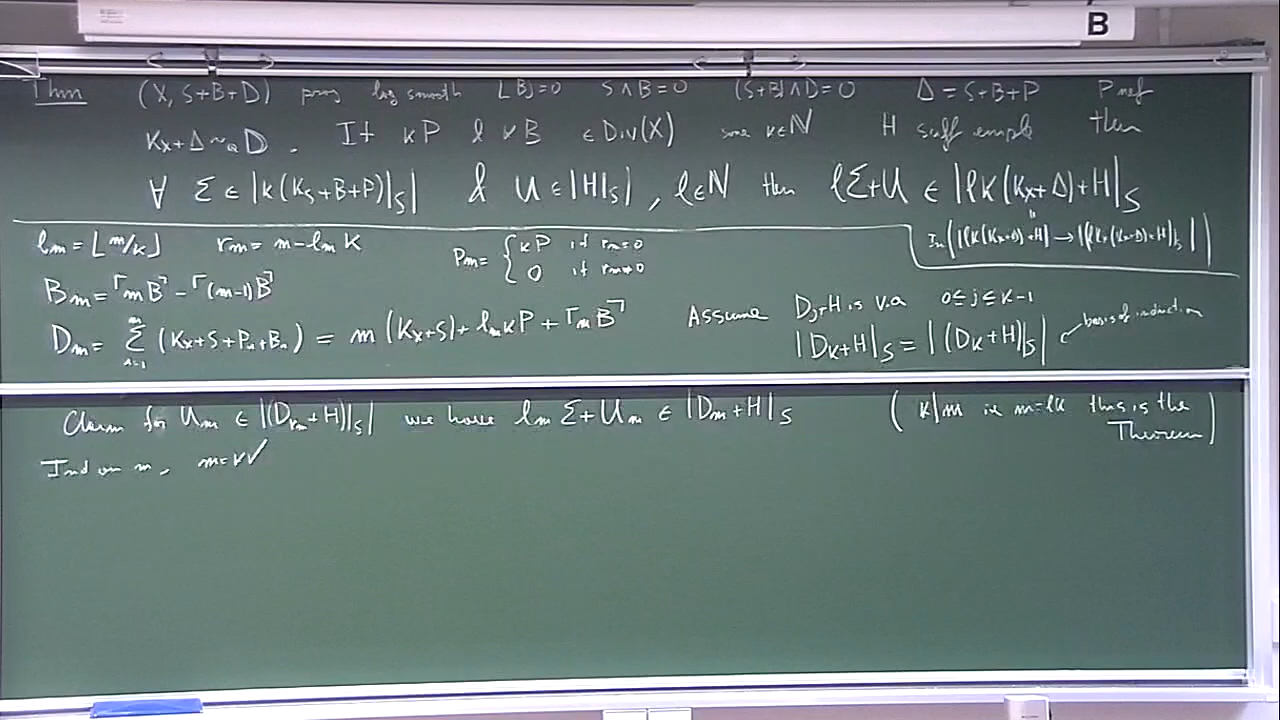 B
Thm (X, S+B+D) proj log smooth ⌊B⌋=0 S∧B=0 (S+B)∧D=0 Δ=S+B+P P nef
K_X+Δ ~_Q D. If kP & kB ∈ Div(X) some k∈ℕ H suff ample then
∀ Σ ∈ |k(K_S+B+P)|_S| & U ∈ |H|_S|, l∈ℕ then lΣ+U ∈ |lk(K_X+Δ)+H|_S
l_m = ⌊m/k⌋ r_m = m - l_m k P_m = { kP if r_m=0
0 if r_m≠0
Im(||lk(K_X+Δ)+H| → |(lk(K_X+Δ)+H)|_S||)
B_m = ⌈mB⌉ - ⌈(m-1)B⌉
D_m = Σ_{n=1}^{m} (K_X+S+P_n+B_n) = m(K_X+S) + l_m kP + ⌈mB⌉ Assume D_j+H is v.a 0≤j≤k-1
|D_k+H|_S = |(D_k+H)|_S| basis of induction
Claim for U_m ∈ |(D_{r_m}+H)|_S| we have l_m Σ+U_m ∈ |D_m+H|_S (k|m ie m=lk this is the
Theorem)
Ind on m, m=k ✓